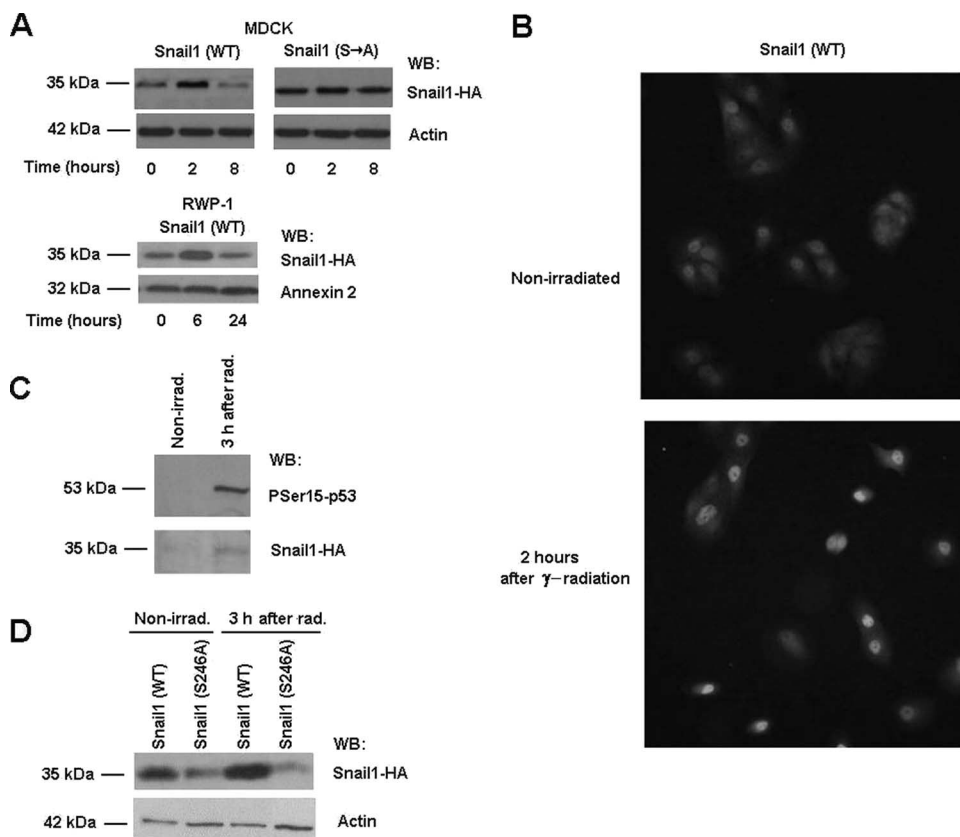 A
MDCK
Snail1 (WT)
Snail1 (S→A)
WB:
35 kDa
Snail1-HA
42 kDa
Actin
Time (hours)
0 2 8
0 2 8
RWP-1
Snail1 (WT)
WB:
35 kDa
Snail1-HA
32 kDa
Annexin 2
Time (hours)
0 6 24
B
Snail1 (WT)
Non-irradiated
2 hours
after γ-radiation
C
Non-irrad.
3 h after rad.
WB:
53 kDa
PSer15-p53
35 kDa
Snail1-HA
D
Non-irrad.
3 h after rad.
Snail1 (WT)
Snail1 (S246A)
Snail1 (WT)
Snail1 (S246A)
WB:
35 kDa
Snail1-HA
42 kDa
Actin